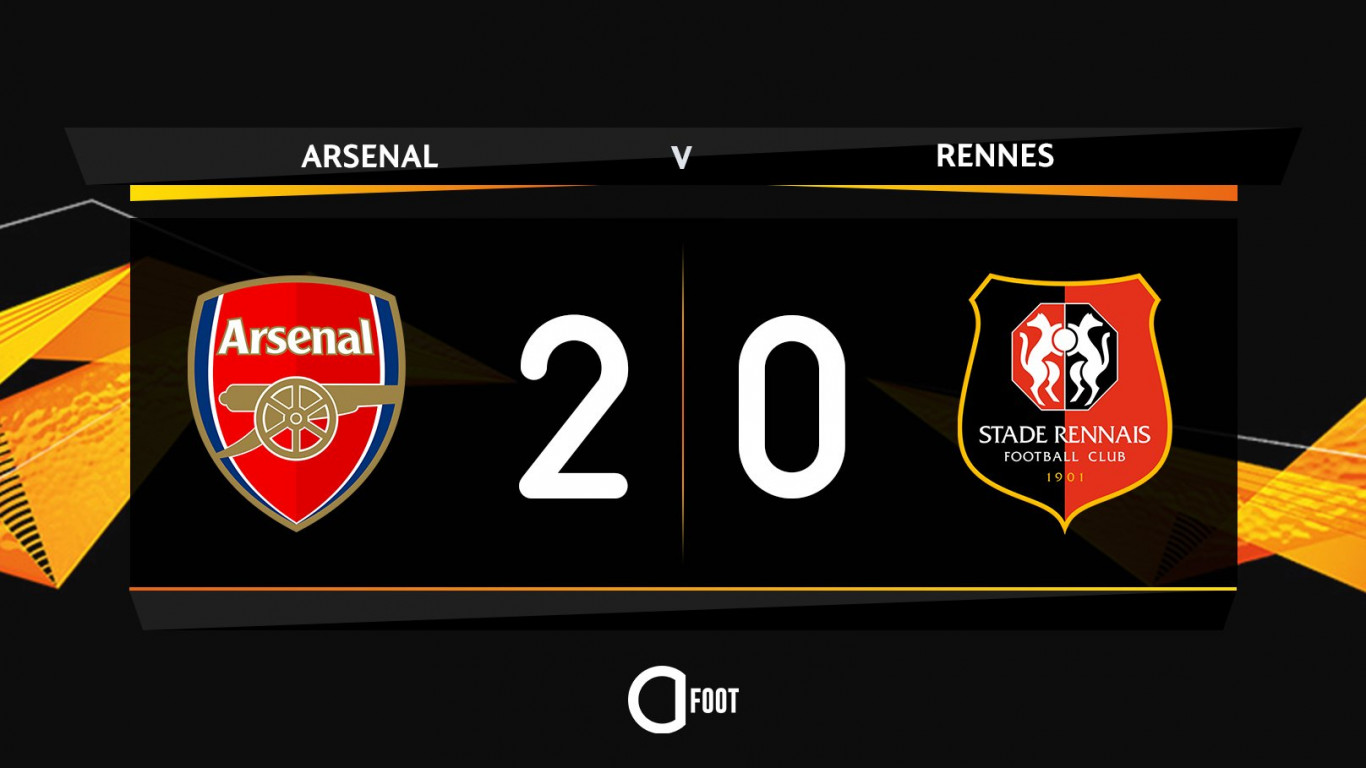 ARSENAL V RENNES
Arsenal
2 0
STADE RENNAIS
FOOTBALL CLUB
1901
FOOT